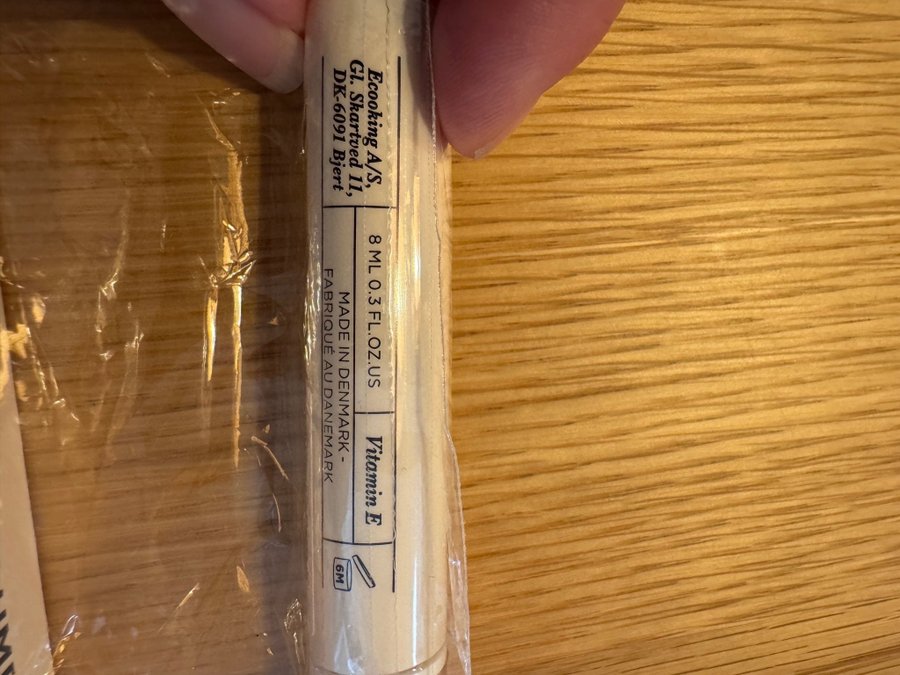 Ecooking A/S,
Gl. Skartved 11,
DK-6091 Bjert
8 ML 0.3 FL.OZ.US
MADE IN DENMARK -
FABRIQUÉ AU DANEMARK
Vitamin E
6M